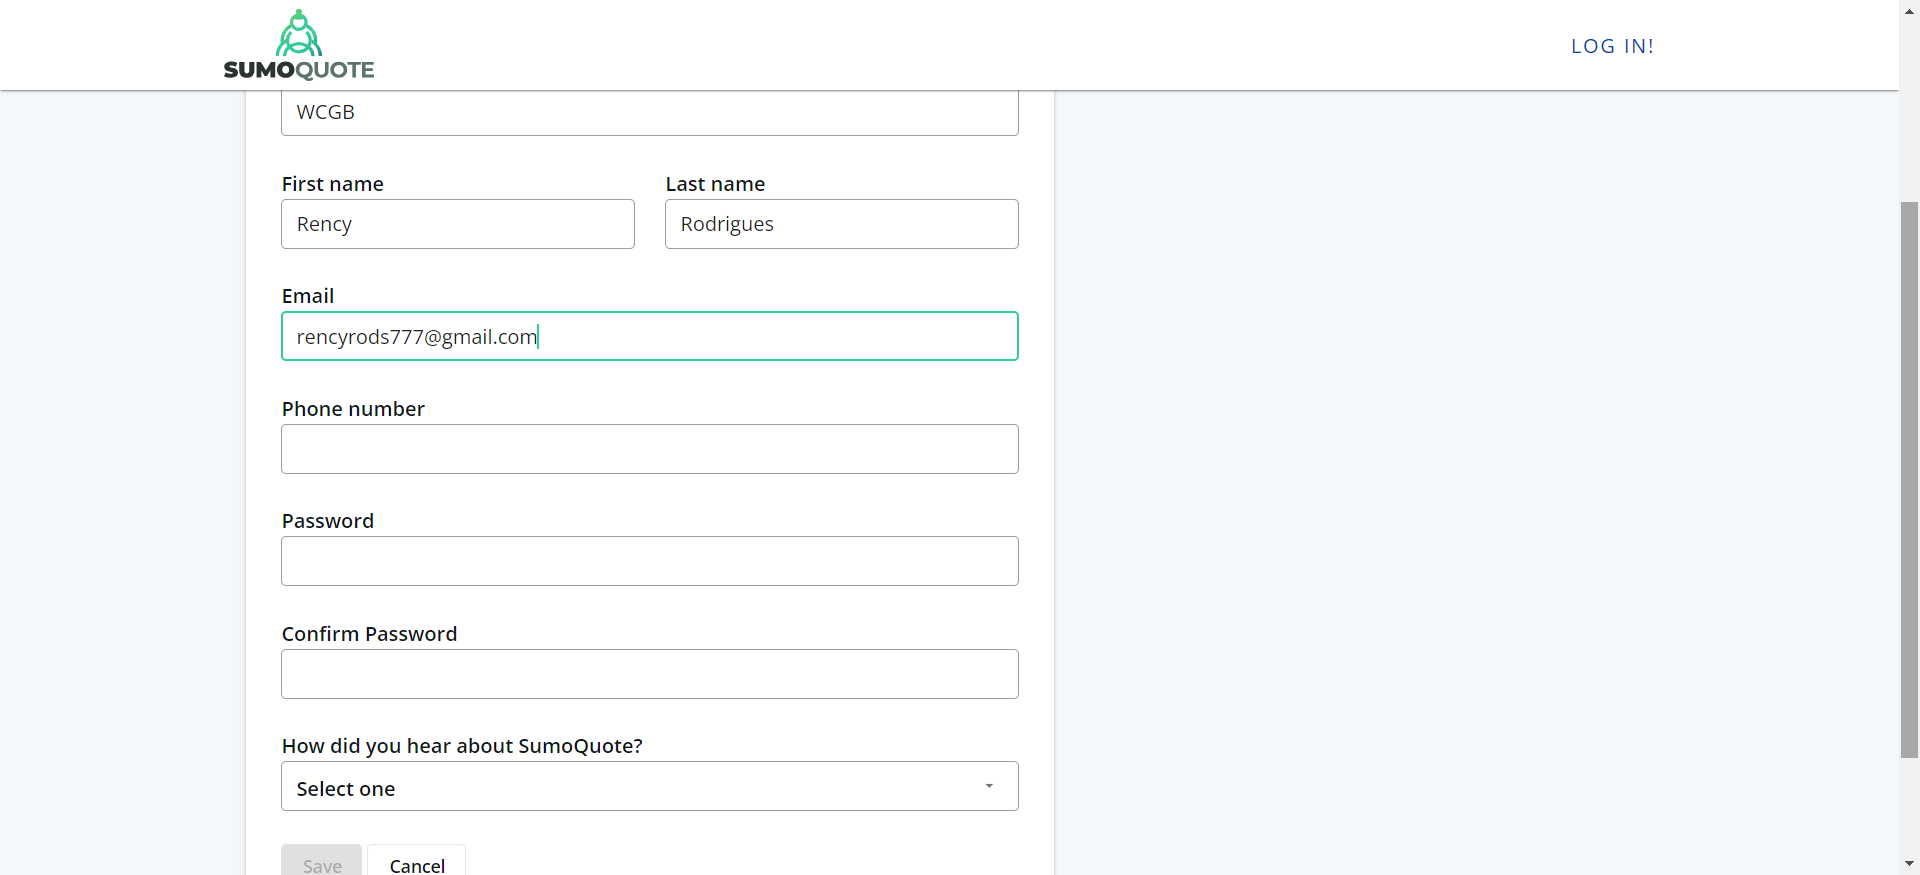 SUMOQUOTE
LOG IN!
WCGB
First name
Last name
Rency
Rodrigues
Email
rencyrods777@gmail.com
Phone number
Password
Confirm Password
How did you hear about SumoQuote?
Select one
Save
Cancel